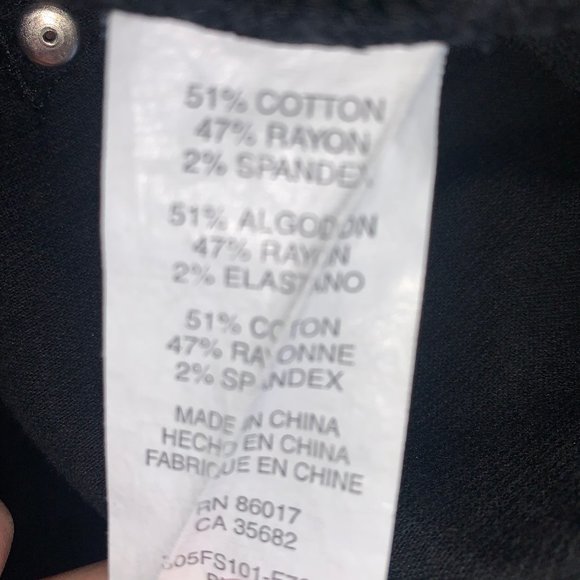 51% COTTON
47% RAYON
2% SPANDEX
51% ALGODON
47% RAYON
2% ELASTANO
51% COTON
47% RAYONNE
2% SPANDEX
MADE IN CHINA
HECHO EN CHINA
FABRIQUE EN CHINE
RN 86017
CA 35682